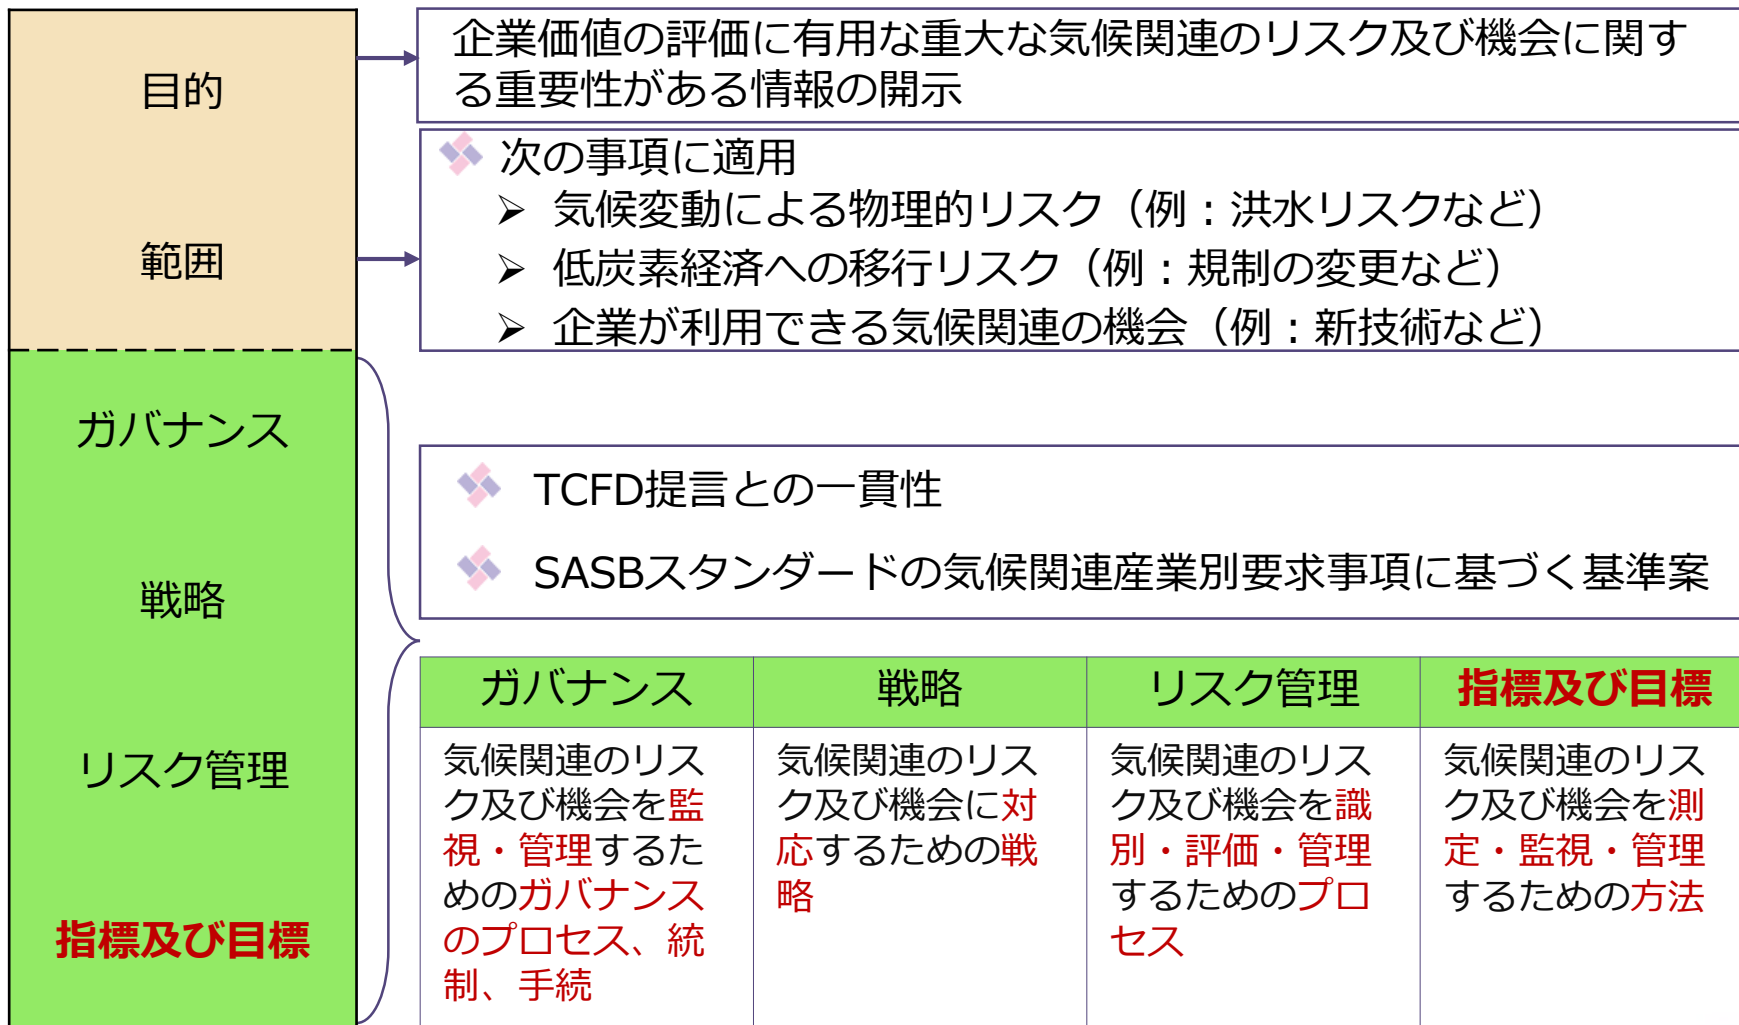 目的
企業価値の評価に有用な重大な気候関連のリスク及び機会に関す
る重要性がある情報の開示
範囲
次の事項に適用
➢ 気候変動による物理的リスク（例：洪水リスクなど）
➢ 低炭素経済への移行リスク（例：規制の変更など）
➢ 企業が利用できる気候関連の機会（例：新技術など）
ガバナンス
戦略
リスク管理
指標及び目標
TCFD提言との一貫性
SASBスタンダードの気候関連産業別要求事項に基づく基準案
ガバナンス
気候関連のリス
ク及び機会を監
視・管理するた
めのガバナンス
のプロセス、統
制、手続
戦略
気候関連のリス
ク及び機会に対
応するための戦
略
リスク管理
気候関連のリス
ク及び機会を識
別・評価・管理
するためのプロ
セス
指標及び目標
気候関連のリス
ク及び機会を測
定・監視・管理
するための方法